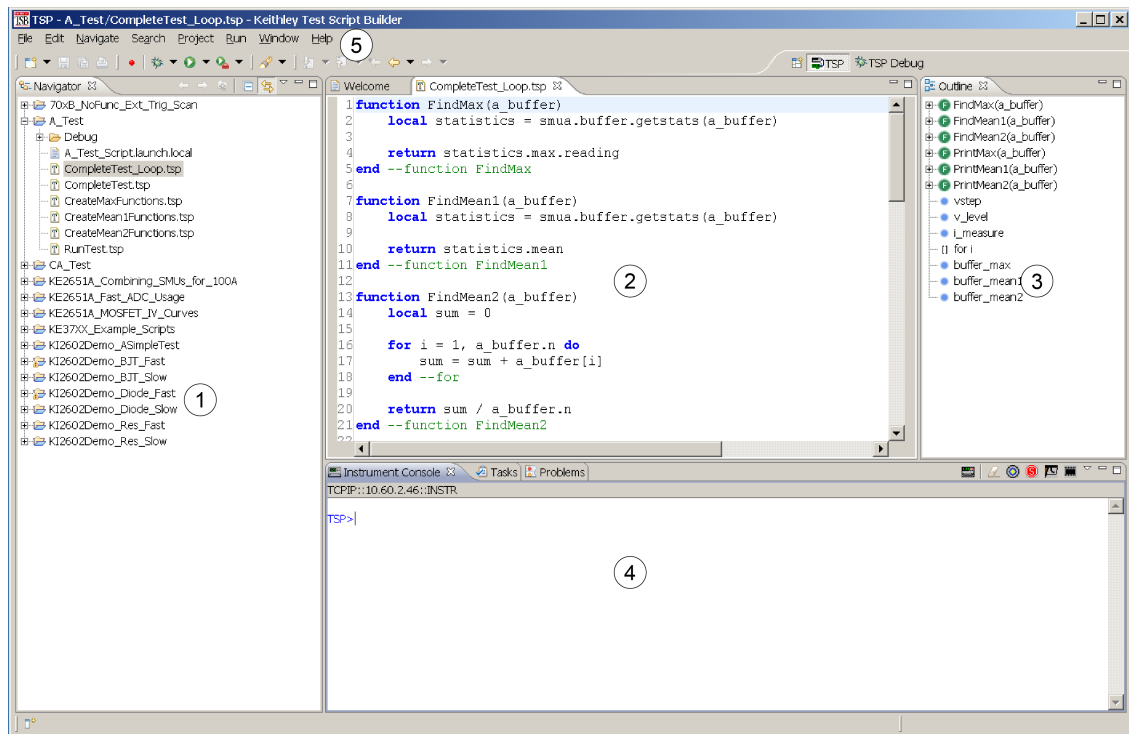 TSP - A_Test/CompleteTest_Loop.tsp - Keithley Test Script Builder
File Edit Navigate Search Project Run Window Help
5
TSP TSP Debug
Navigator
70xB_NoFunc_Ext_Trig_Scan
A_Test
Debug
A_Test_Script.launch.local
CompleteTest_Loop.tsp
CompleteTest.tsp
CreateMaxFunctions.tsp
CreateMean1Functions.tsp
CreateMean2Functions.tsp
RunTest.tsp
CA_Test
KE2651A_Combining_SMUs_for_100A
KE2651A_Fast_ADC_Usage
KE2651A_MOSFET_IV_Curves
KE37XX_Example_Scripts
KI2602Demo_ASimpleTest
KI2602Demo_BJT_Fast
KI2602Demo_BJT_Slow
KI2602Demo_Diode_Fast
KI2602Demo_Diode_Slow
KI2602Demo_Res_Fast
KI2602Demo_Res_Slow
1
Welcome CompleteTest_Loop.tsp
1 function FindMax(a_buffer)
2 local statistics = smua.buffer.getstats(a_buffer)
3
4 return statistics.max.reading
5 end --function FindMax
6
7 function FindMean1(a_buffer)
8 local statistics = smua.buffer.getstats(a_buffer)
9
10 return statistics.mean
11 end --function FindMean1
12
13 function FindMean2(a_buffer)
14 local sum = 0
15
16 for i = 1, a_buffer.n do
17 sum = sum + a_buffer[i]
18 end --for
19
20 return sum / a_buffer.n
21 end --function FindMean2
22
2
Outline
FindMax(a_buffer)
FindMean1(a_buffer)
FindMean2(a_buffer)
PrintMax(a_buffer)
PrintMean1(a_buffer)
PrintMean2(a_buffer)
vstep
v_level
i_measure
for i
buffer_max
buffer_mean1
buffer_mean2
3
Instrument Console Tasks Problems
TCPIP::10.60.2.46::INSTR
TSP>
4